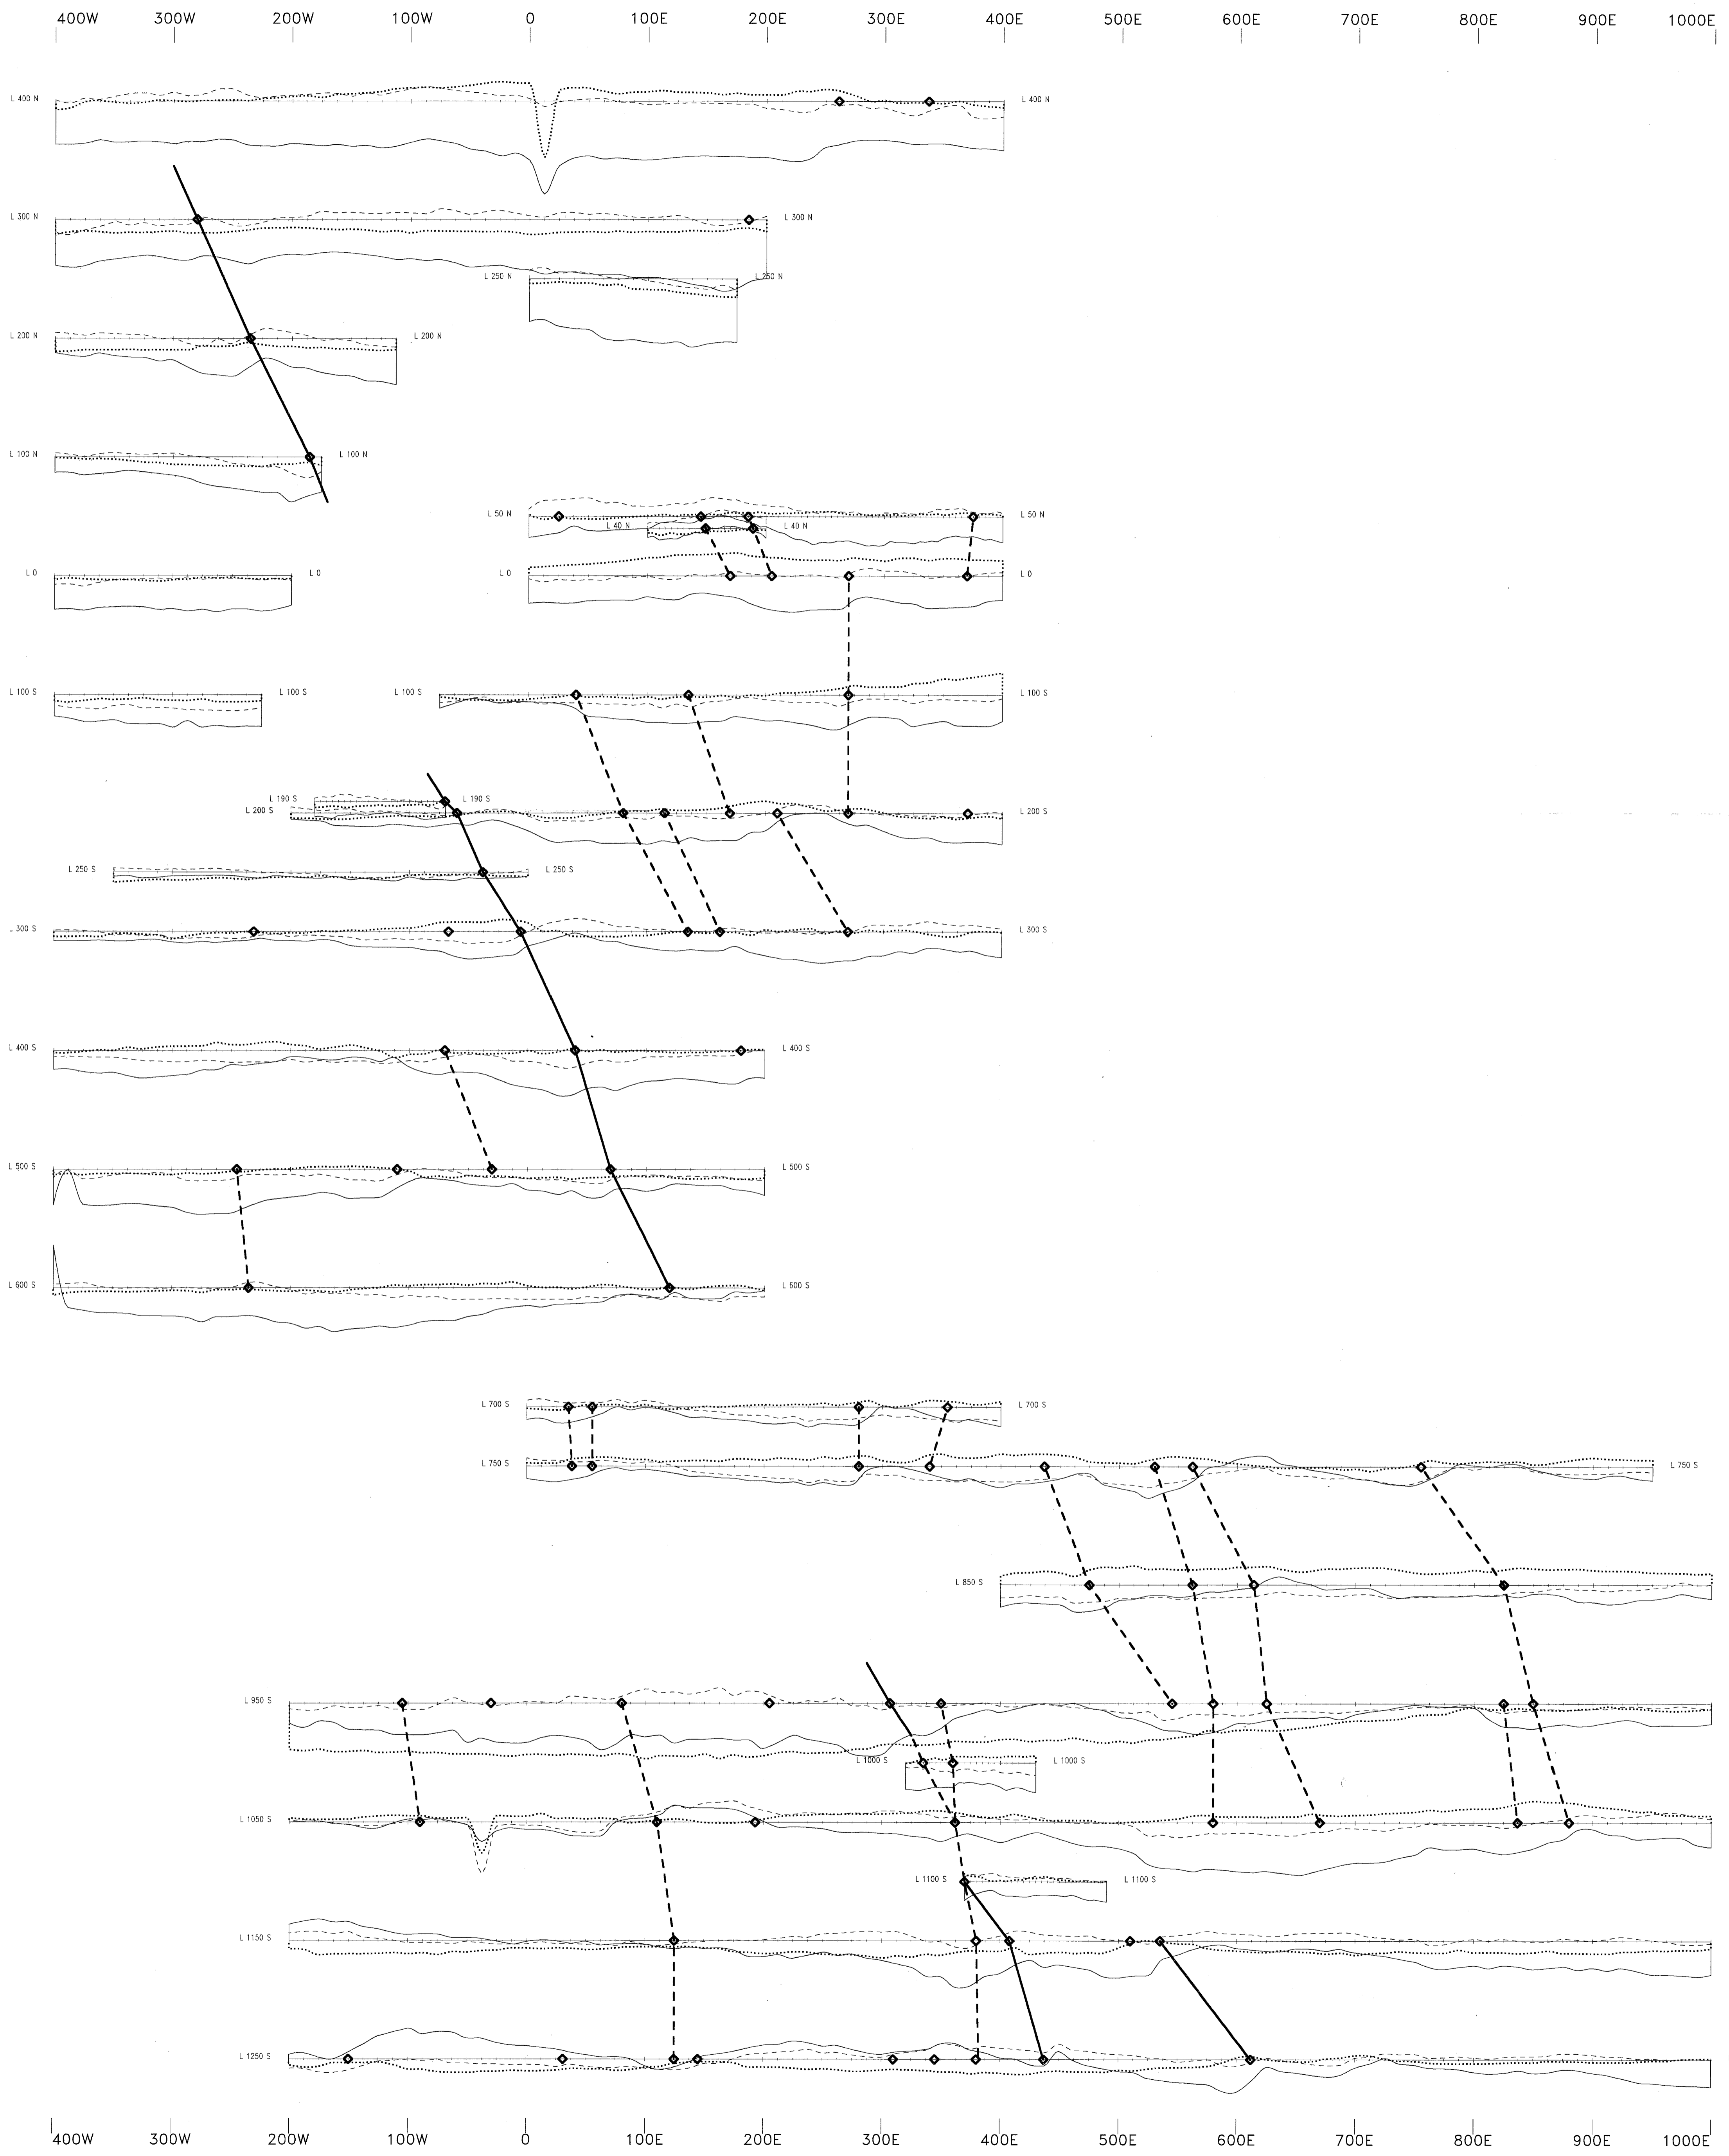 400W 300W 200W 100W 0 100E 200E 300E 400E 500E 600E 700E 800E 900E 1000E
L 400 N L 400 N
L 300 N L 300 N
L 250 N L 250 N
L 200 N L 200 N
L 100 N L 100 N
L 50 N L 50 N
L 40 N L 40 N
L 0 L 0 L 0 L 0
L 100 S L 100 S L 100 S L 100 S
L 190 S L 190 S
L 200 S L 200 S
L 250 S L 250 S
L 300 S L 300 S
L 400 S L 400 S
L 500 S L 500 S
L 600 S L 600 S
L 700 S L 700 S
L 750 S L 750 S
L 850 S
L 950 S
L 1000 S L 1000 S
L 1050 S
L 1100 S L 1100 S
L 1150 S
L 1250 S
400W 300W 200W 100W 0 100E 200E 300E 400E 500E 600E 700E 800E 900E 1000E